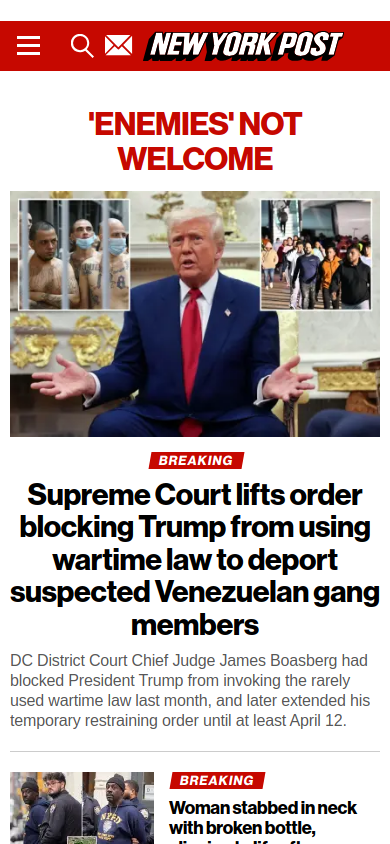 NEW YORK POST
'ENEMIES' NOT
WELCOME
BREAKING
Supreme Court lifts order
blocking Trump from using
wartime law to deport
suspected Venezuelan gang
members
DC District Court Chief Judge James Boasberg had
blocked President Trump from invoking the rarely
used wartime law last month, and later extended his
temporary restraining order until at least April 12.
BREAKING
Woman stabbed in neck
with broken bottle,